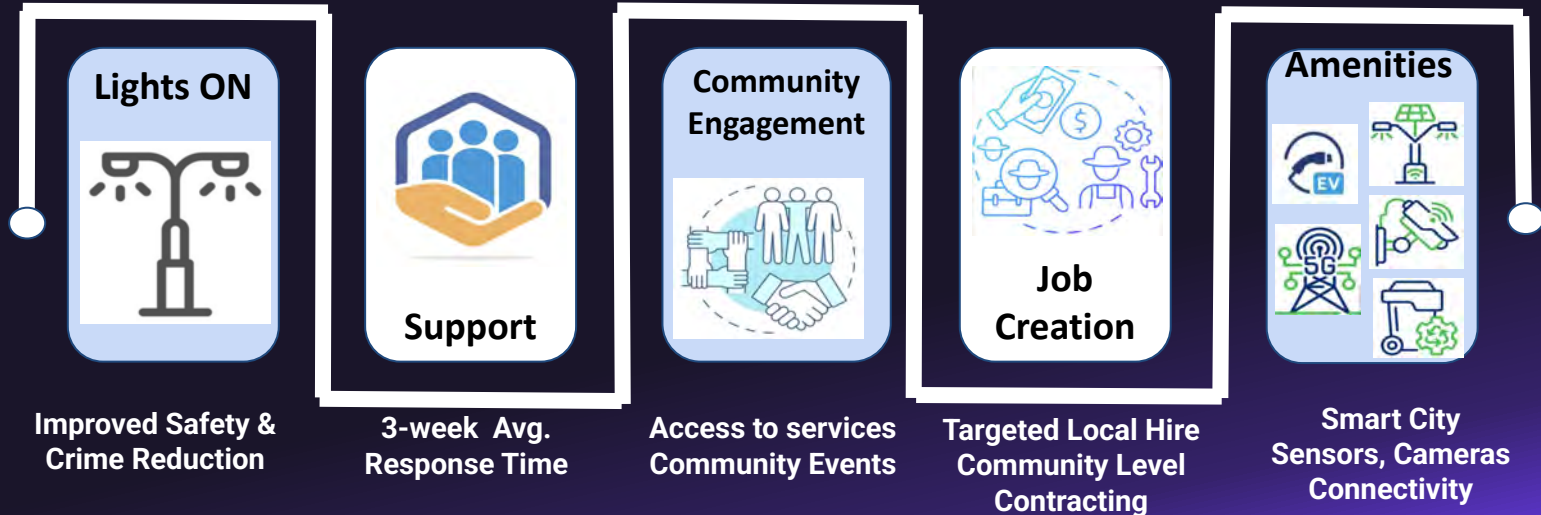 Lights ON
Improved Safety &
Crime Reduction
Support
3-week Avg.
Response Time
Community
Engagement
Access to services
Community Events
Job
Creation
Targeted Local Hire
Community Level
Contracting
Amenities
EV
5G
Smart City
Sensors, Cameras
Connectivity